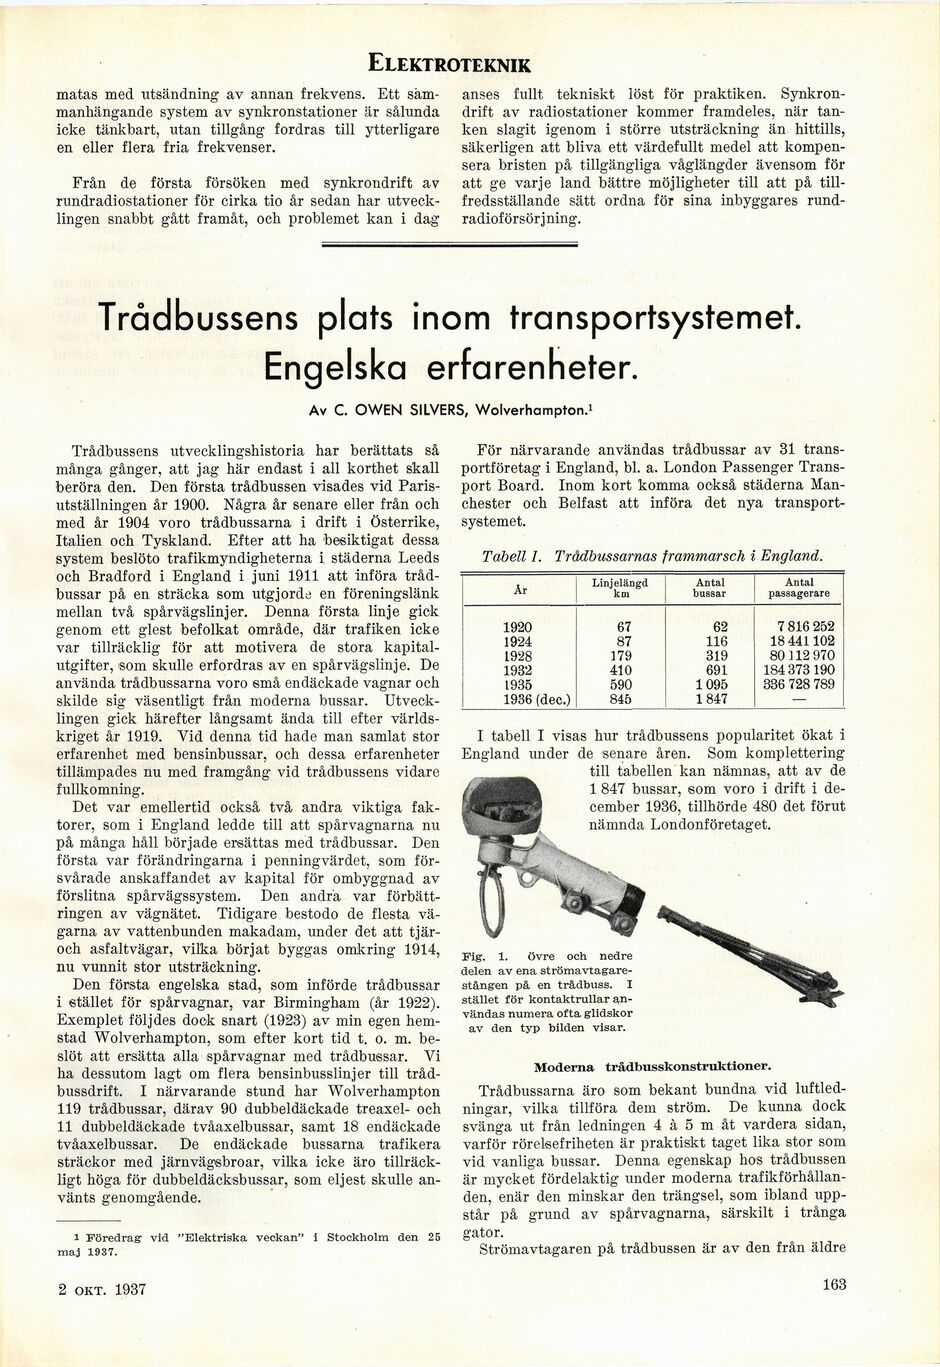 ELEKTROTEKNIK
matas med utsändning av annan frekvens. Ett sam-
manhängande system av synkronstationer är sålunda
icke tänkbart, utan tillgång fordras till ytterligare
en eller flera fria frekvenser.
Från de första försöken med synkrondrift av
rundradiostationer för cirka tio år sedan har utveck-
lingen snabbt gått framåt, och problemet kan i dag
anses fullt tekniskt löst för praktiken. Synkron-
drift av radiostationer kommer framdeles, när tan-
ken slagit igenom i större utsträckning än hittills,
säkerligen att bliva ett värdefullt medel att kompen-
sera bristen på tillgängliga våglängder ävensom för
att ge varje land bättre möjligheter till att på till-
fredsställande sätt ordna för sina inbyggares rund-
radioförsörjning.
Trådbussens plats inom transportsystemet.
Engelska erfarenheter.
Av C. OWEN SILVERS, Wolverhampton.¹
Trådbussens utvecklingshistoria har berättats så
många gånger, att jag här endast i all korthet skall
beröra den. Den första trådbussen visades vid Paris-
utställningen år 1900. Några år senare eller från och
med år 1904 voro trådbussarna i drift i Österrike,
Italien och Tyskland. Efter att ha besiktigat dessa
system beslöto trafikmyndigheterna i städerna Leeds
och Bradford i England i juni 1911 att införa tråd-
bussar på en sträcka som utgjorde en föreningslänk
mellan två spårvägslinjer. Denna första linje gick
genom ett glest befolkat område, där trafiken icke
var tillräcklig för att motivera de stora kapital-
utgifter, som skulle erfordras av en spårvägslinje. De
använda trådbussarna voro små endäckade vagnar och
skilde sig väsentligt från moderna bussar. Utveck-
lingen gick härefter långsamt ända till efter världs-
kriget år 1919. Vid denna tid hade man samlat stor
erfarenhet med bensinbussar, och dessa erfarenheter
tillämpades nu med framgång vid trådbussens vidare
fullkomning.
Det var emellertid också två andra viktiga fak-
torer, som i England ledde till att spårvagnarna nu
på många håll började ersättas med trådbussar. Den
första var förändringarna i penningvärdet, som för-
svårade anskaffandet av kapital för ombyggnad av
förslitna spårvägssystem. Den andra var förbätt-
ringen av vägnätet. Tidigare bestodo de flesta vä-
garna av vattenbunden makadam, under det att tjär-
och asfaltvägar, vilka börjat byggas omkring 1914,
nu vunnit stor utsträckning.
Den första engelska stad, som införde trådbussar
i stället för spårvagnar, var Birmingham (år 1922).
Exemplet följdes dock snart (1923) av min egen hem-
stad Wolverhampton, som efter kort tid t. o. m. be-
slöt att ersätta alla spårvagnar med trådbussar. Vi
ha dessutom lagt om flera bensinbusslinjer till tråd-
bussdrift. I närvarande stund har Wolverhampton
119 trådbussar, därav 90 dubbeldäckade treaxel- och
11 dubbeldäckade tvåaxelbussar, samt 18 endäckade
tvåaxelbussar. De endäckade bussarna trafikera
sträckor med järnvägsbroar, vilka icke äro tillräck-
ligt höga för dubbeldäcksbussar, som eljest skulle an-
vänts genomgående.
¹ Föredrag vid "Elektriska veckan" i Stockholm den 25
maj 1937.
För närvarande användas trådbussar av 31 trans-
portföretag i England, bl. a. London Passenger Trans-
port Board. Inom kort komma också städerna Man-
chester och Belfast att införa det nya transport-
systemet.
Tabell I. Trådbussarnas frammarsch i England.
År Linjelängd km Antal bussar Antal passagerare
1920 67 62 7 816 252
1924 87 116 18 441 102
1928 179 319 80 112 970
1932 410 691 184 373 190
1935 590 1 095 336 728 789
1936 (dec.) 845 1 847 —
I tabell I visas hur trådbussens popularitet ökat i
England under de senare åren. Som komplettering
till tabellen kan nämnas, att av de
1 847 bussar, som voro i drift i de-
cember 1936, tillhörde 480 det förut
nämnda Londonföretaget.
Fig. 1. Övre och nedre
delen av ena strömavtagare-
stången på en trådbuss. I
stället för kontaktrullar an-
vändas numera ofta glidskor
av den typ bilden visar.
Moderna trådbusskonstruktioner.
Trådbussarna äro som bekant bundna vid luftled-
ningar, vilka tillföra dem ström. De kunna dock
svänga ut från ledningen 4 à 5 m åt vardera sidan,
varför rörelsefriheten är praktiskt taget lika stor som
vid vanliga bussar. Denna egenskap hos trådbussen
är mycket fördelaktig under moderna trafikförhållan-
den, enär den minskar den trängsel, som ibland upp-
står på grund av spårvagnarna, särskilt i trånga
gator.
Strömavtagaren på trådbussen är av den från äldre
2 OKT. 1937
163